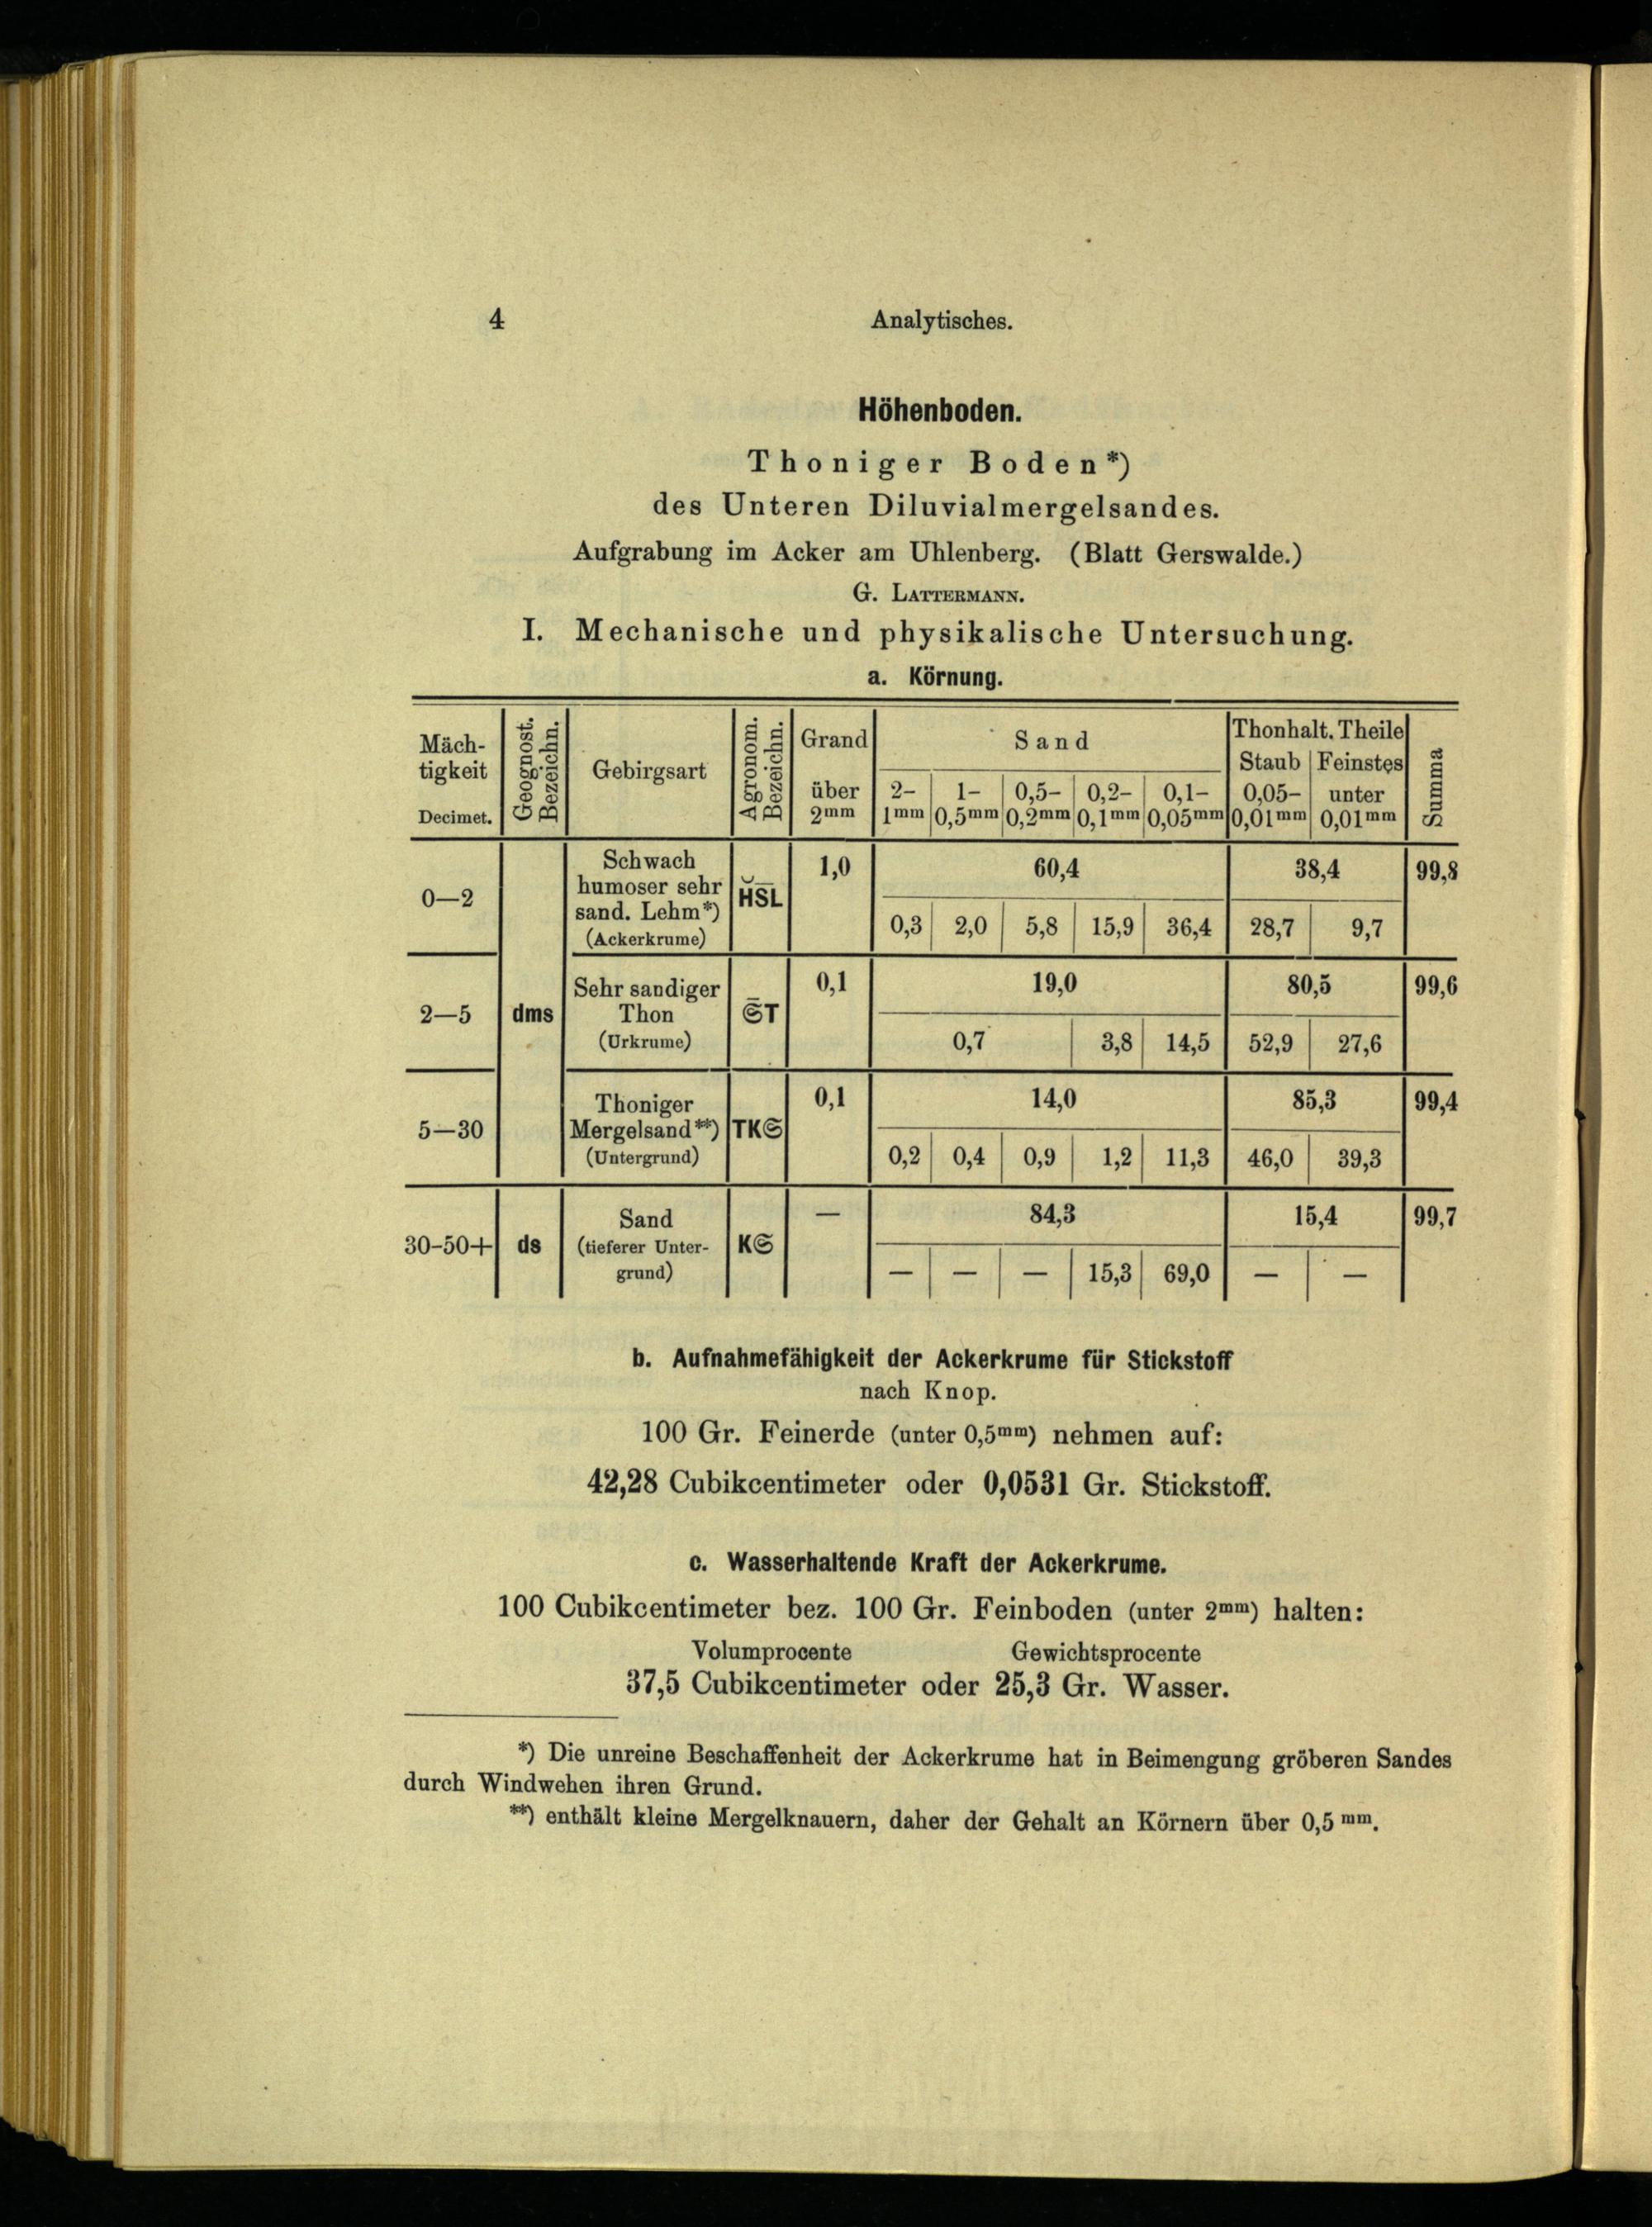 4 Analytisches.
Höhenboden.
Thoniger Boden*)
des Unteren Diluvialmergelsandes.
Aufgrabung im Acker am Uhlenberg. (Blatt Gerswalde.)
G. LATTERMANN.
I. Mechanische und physikalische Untersuchung.
a. Körnung.
Mäch-
tigkeit
Decimet.
Geognost.
Bezeichn.
Gebirgsart
Agronom.
Bezeichn.
Grand
über
2mm
Sand
2- 1- 0,5- 0,2- 0,1-
1mm 0,5mm 0,2mm 0,1mm 0,05mm
Thonhalt. Theile
Staub Feinstes
0,05- unter
0,01mm 0,01mm
Summa
0—2
dms
Schwach
humoser sehr
sand. Lehm*)
(Ackerkrume)
H̆S̄L
1,0 60,4 38,4 99,8
0,3 2,0 5,8 15,9 36,4 28,7 9,7
2—5
Sehr sandiger
Thon
(Urkrume)
S̄T
0,1 19,0 80,5 99,6
0,7 3,8 14,5 52,9 27,6
5—30
Thoniger
Mergelsand**)
(Untergrund)
TKS
0,1 14,0 85,3 99,4
0,2 0,4 0,9 1,2 11,3 46,0 39,3
30-50+
ds
Sand
(tieferer Unter-
grund)
KS
— 84,3 15,4 99,7
— — — 15,3 69,0 — —
b. Aufnahmefähigkeit der Ackerkrume für Stickstoff
nach Knop.
100 Gr. Feinerde (unter 0,5mm) nehmen auf:
42,28 Cubikcentimeter oder 0,0531 Gr. Stickstoff.
c. Wasserhaltende Kraft der Ackerkrume.
100 Cubikcentimeter bez. 100 Gr. Feinboden (unter 2mm) halten:
Volumprocente Gewichtsprocente
37,5 Cubikcentimeter oder 25,3 Gr. Wasser.
*) Die unreine Beschaffenheit der Ackerkrume hat in Beimengung gröberen Sandes
durch Windwehen ihren Grund.
**) enthält kleine Mergelknauern, daher der Gehalt an Körnern über 0,5 mm.